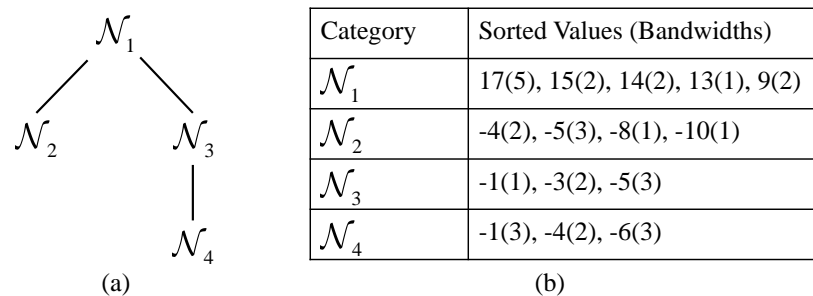 𝒩1
𝒩2 𝒩3
𝒩4
(a)
Category Sorted Values (Bandwidths)
𝒩1 17(5), 15(2), 14(2), 13(1), 9(2)
𝒩2 -4(2), -5(3), -8(1), -10(1)
𝒩3 -1(1), -3(2), -5(3)
𝒩4 -1(3), -4(2), -6(3)
(b)